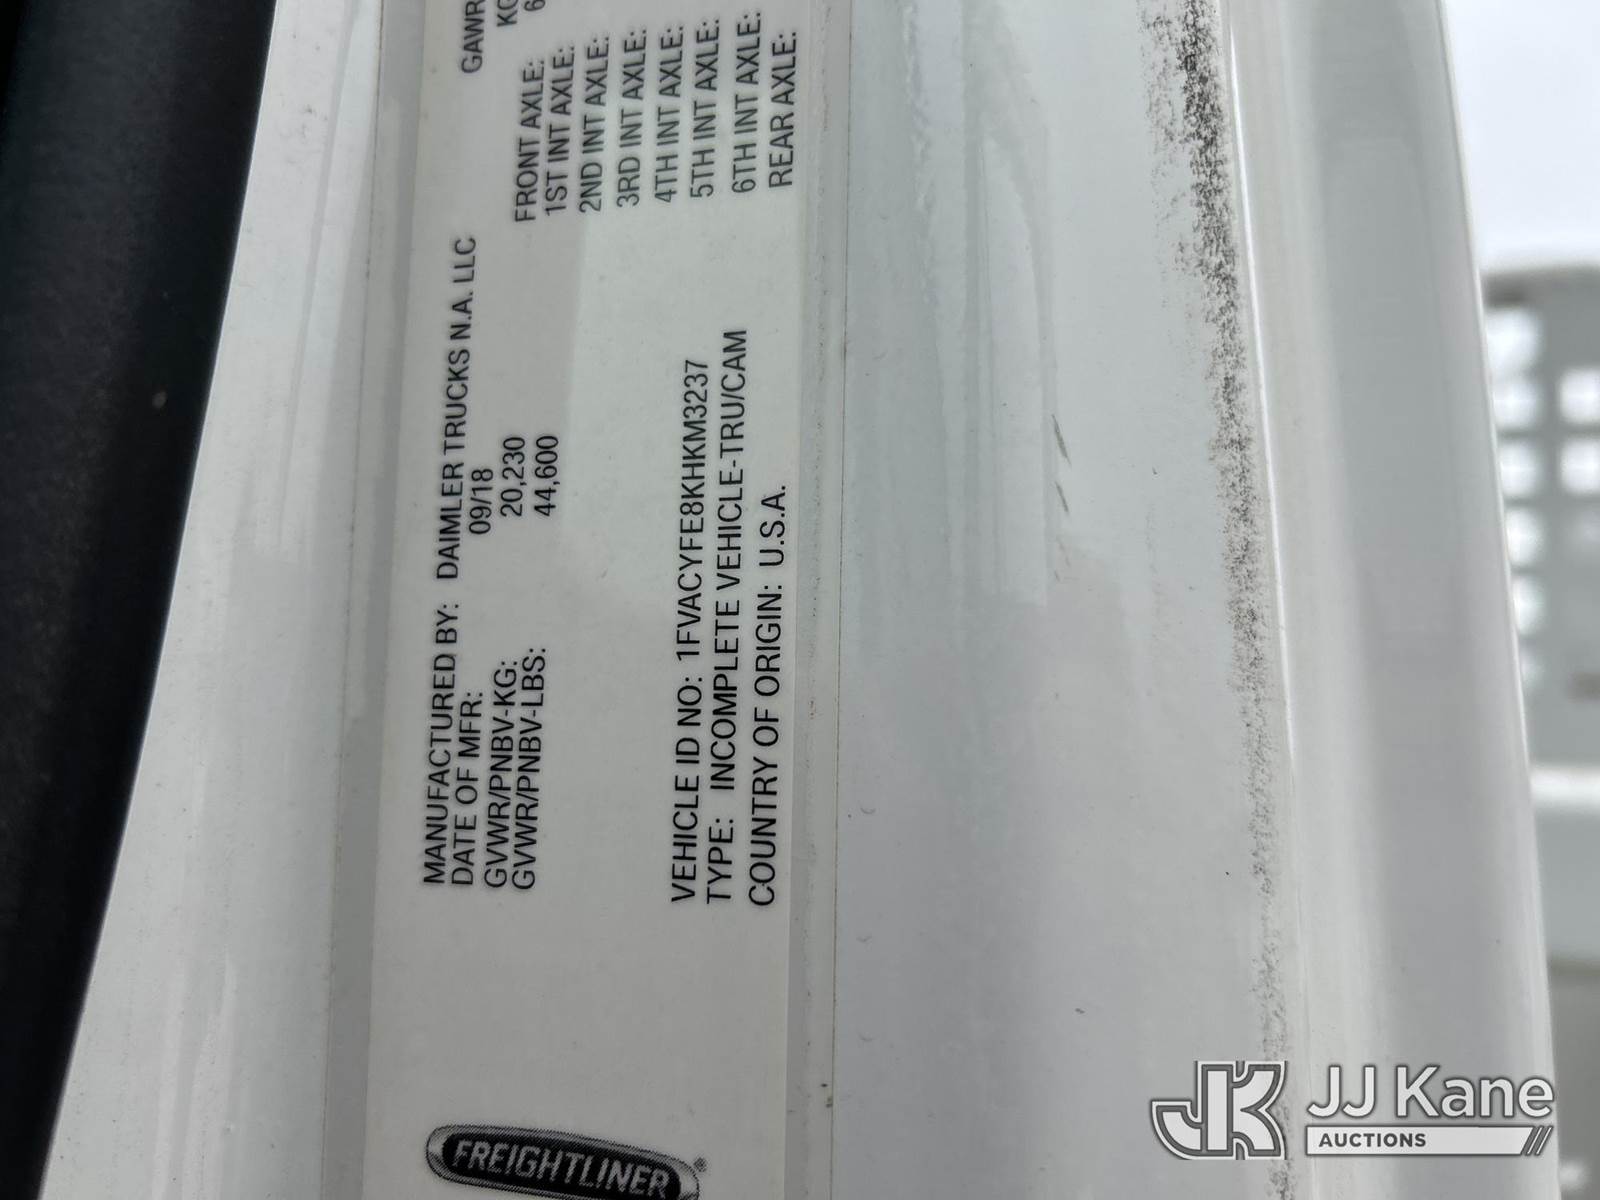 FREIGHTLINER®
MANUFACTURED BY: DAIMLER TRUCKS N.A. LLC
DATE OF MFR: 09/18
GVWR/PNBV-KG: 20,230
GVWR/PNBV-LBS: 44,600
VEHICLE ID NO: 1FVACYFE8KHKM3237
TYPE: INCOMPLETE VEHICLE-TRU/CAM
COUNTRY OF ORIGIN: U.S.A.
GAWR
KG
FRONT AXLE:
1ST INT AXLE:
2ND INT AXLE:
3RD INT AXLE:
4TH INT AXLE:
5TH INT AXLE:
6TH INT AXLE:
REAR AXLE:
JK JJ Kane
AUCTIONS